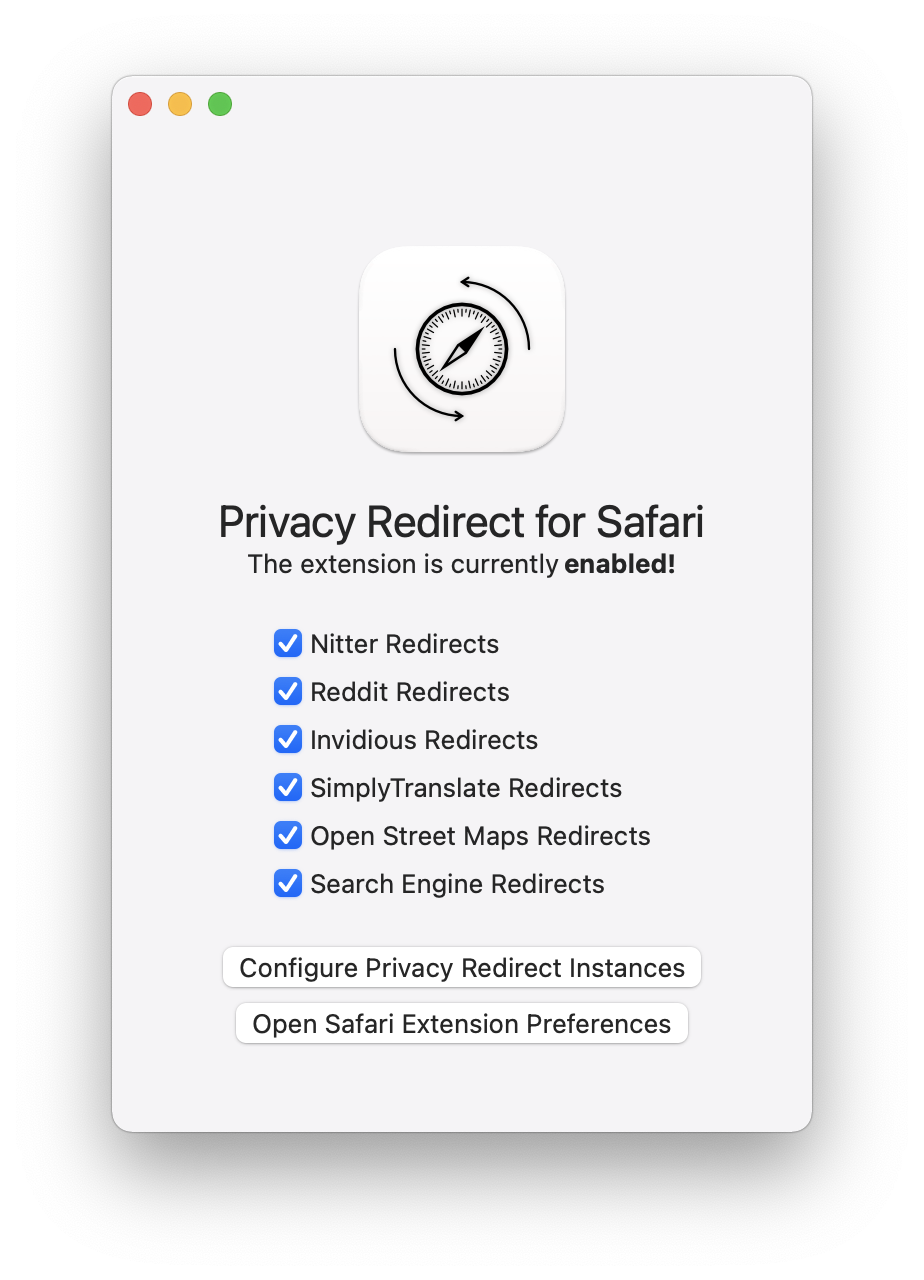 Privacy Redirect for Safari
The extension is currently enabled!
Nitter Redirects
Reddit Redirects
Invidious Redirects
SimplyTranslate Redirects
Open Street Maps Redirects
Search Engine Redirects
Configure Privacy Redirect Instances
Open Safari Extension Preferences